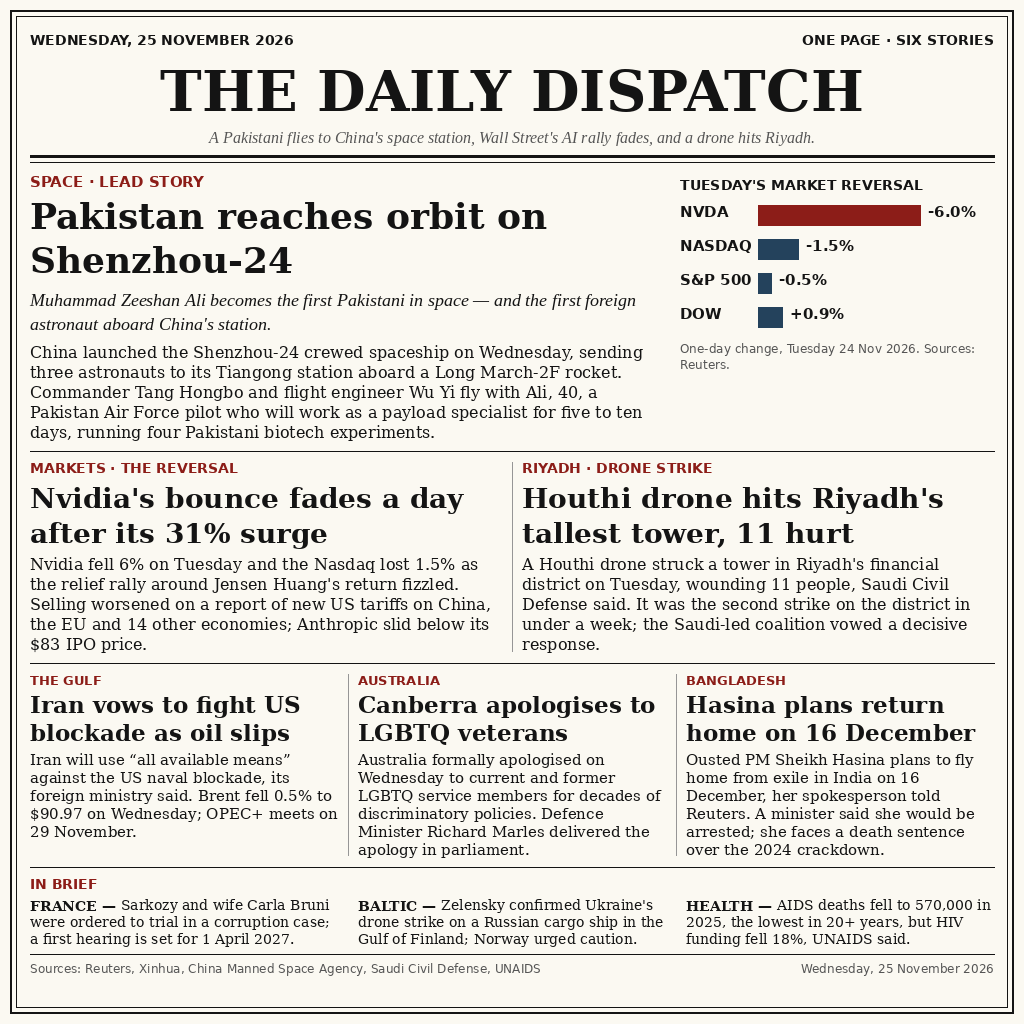 WEDNESDAY, 25 NOVEMBER 2026
ONE PAGE · SIX STORIES
THE DAILY DISPATCH
A Pakistani flies to China's space station, Wall Street's AI rally fades, and a drone hits Riyadh.
SPACE · LEAD STORY
Pakistan reaches orbit on
Shenzhou-24
Muhammad Zeeshan Ali becomes the first Pakistani in space — and the first foreign
astronaut aboard China's station.
China launched the Shenzhou-24 crewed spaceship on Wednesday, sending
three astronauts to its Tiangong station aboard a Long March-2F rocket.
Commander Tang Hongbo and flight engineer Wu Yi fly with Ali, 40, a
Pakistan Air Force pilot who will work as a payload specialist for five to ten
days, running four Pakistani biotech experiments.
TUESDAY'S MARKET REVERSAL
NVDA -6.0%
NASDAQ -1.5%
S&P 500 -0.5%
DOW +0.9%
One-day change, Tuesday 24 Nov 2026. Sources:
Reuters.
MARKETS · THE REVERSAL
Nvidia's bounce fades a day
after its 31% surge
Nvidia fell 6% on Tuesday and the Nasdaq lost 1.5% as
the relief rally around Jensen Huang's return fizzled.
Selling worsened on a report of new US tariffs on China,
the EU and 14 other economies; Anthropic slid below its
$83 IPO price.
RIYADH · DRONE STRIKE
Houthi drone hits Riyadh's
tallest tower, 11 hurt
A Houthi drone struck a tower in Riyadh's financial
district on Tuesday, wounding 11 people, Saudi Civil
Defense said. It was the second strike on the district in
under a week; the Saudi-led coalition vowed a decisive
response.
THE GULF
Iran vows to fight US
blockade as oil slips
Iran will use “all available means”
against the US naval blockade, its
foreign ministry said. Brent fell 0.5% to
$90.97 on Wednesday; OPEC+ meets on
29 November.
AUSTRALIA
Canberra apologises to
LGBTQ veterans
Australia formally apologised on
Wednesday to current and former
LGBTQ service members for decades of
discriminatory policies. Defence
Minister Richard Marles delivered the
apology in parliament.
BANGLADESH
Hasina plans return
home on 16 December
Ousted PM Sheikh Hasina plans to fly
home from exile in India on 16
December, her spokesperson told
Reuters. A minister said she would be
arrested; she faces a death sentence
over the 2024 crackdown.
IN BRIEF
FRANCE — Sarkozy and wife Carla Bruni
were ordered to trial in a corruption case;
a first hearing is set for 1 April 2027.
BALTIC — Zelensky confirmed Ukraine's
drone strike on a Russian cargo ship in the
Gulf of Finland; Norway urged caution.
HEALTH — AIDS deaths fell to 570,000 in
2025, the lowest in 20+ years, but HIV
funding fell 18%, UNAIDS said.
Sources: Reuters, Xinhua, China Manned Space Agency, Saudi Civil Defense, UNAIDS
Wednesday, 25 November 2026